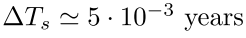 ΔT_s ≃ 5 · 10^{−3} years